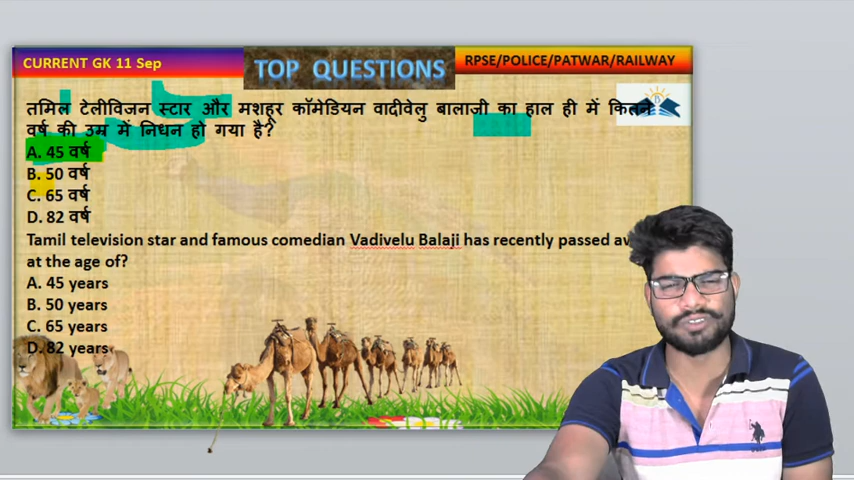 CURRENT GK 11 Sep
TOP QUESTIONS
RPSE/POLICE/PATWAR/RAILWAY
तमिल टेलीविजन स्टार और मशहूर कॉमेडियन वादीवेलु बालाजी का हाल ही में कितने
वर्ष की उम्र में निधन हो गया है?
A. 45 वर्ष
B. 50 वर्ष
C. 65 वर्ष
D. 82 वर्ष
Tamil television star and famous comedian Vadivelu Balaji has recently passed
at the age of?
A. 45 years
B. 50 years
C. 65 years
D. 82 years